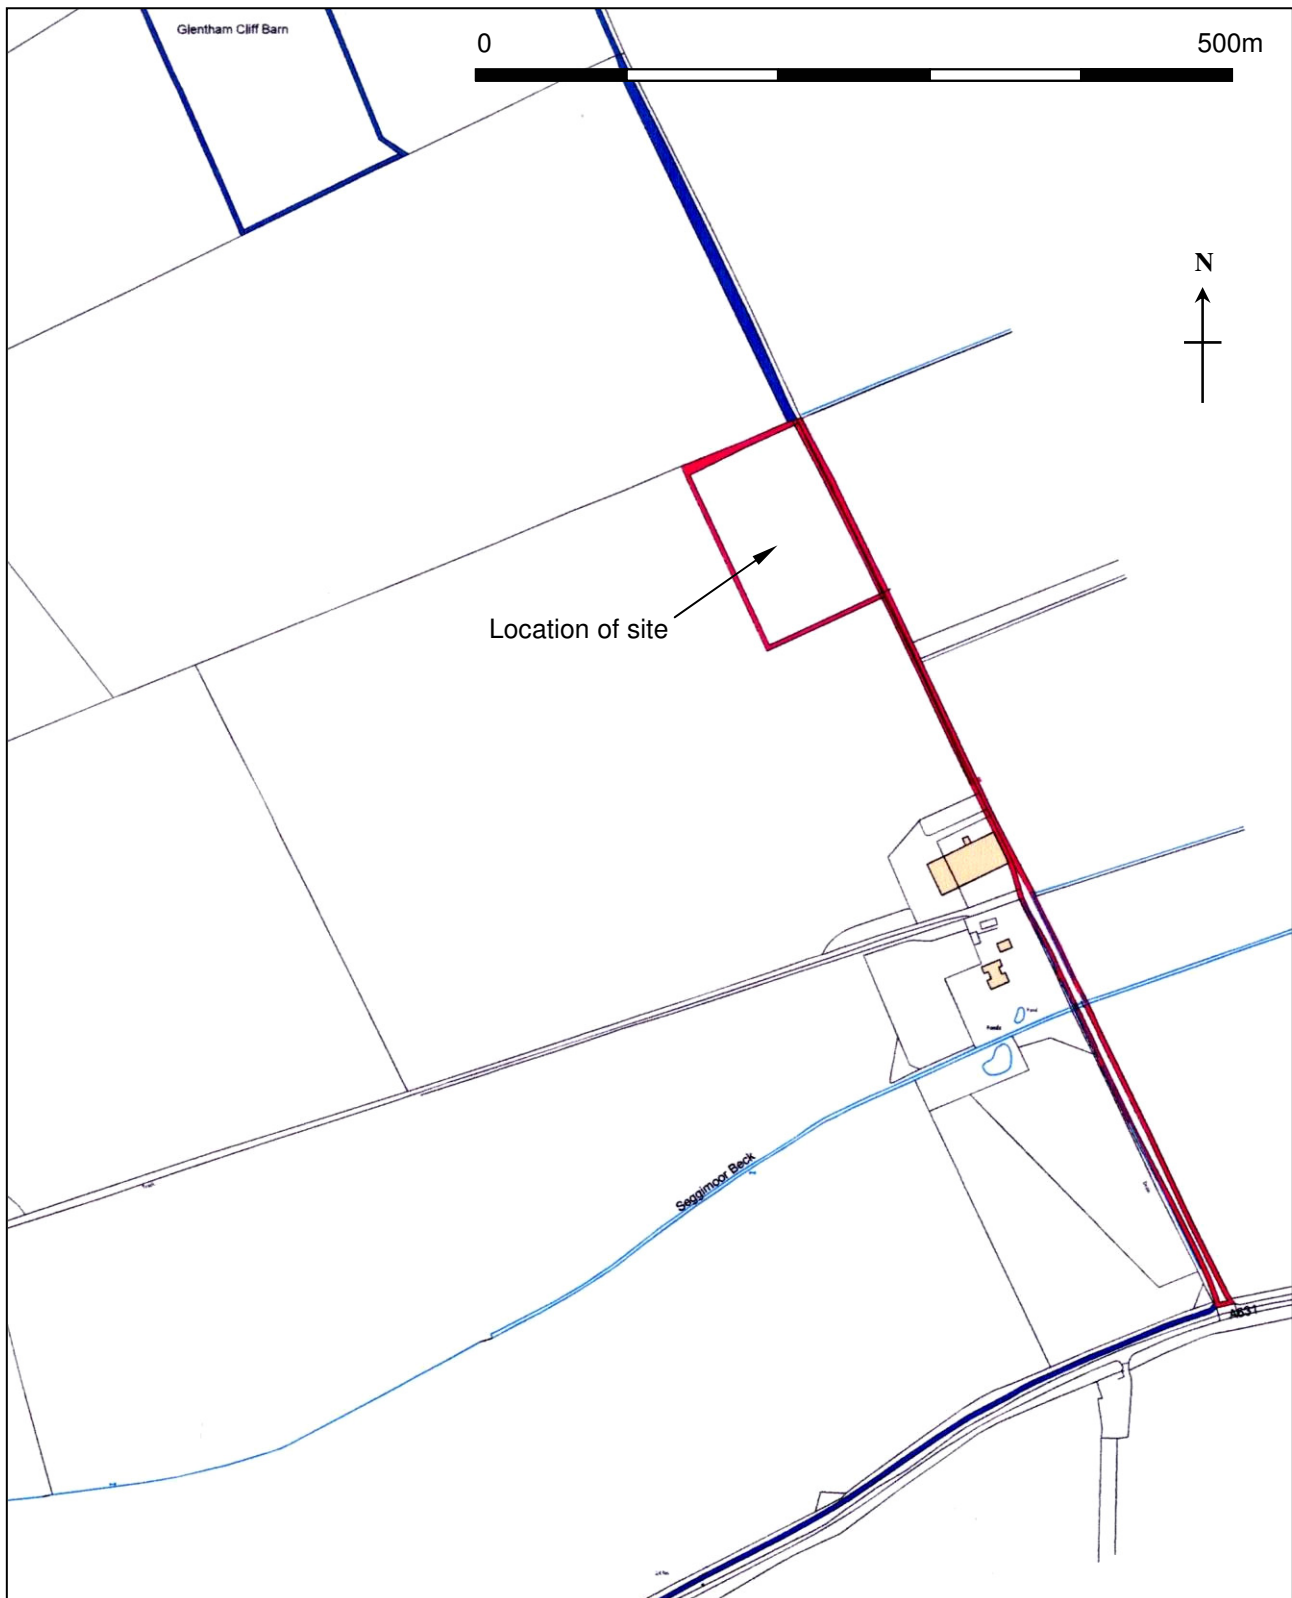 Glentham Cliff Barn
0
500m
N
Location of site
Seggimoor Beck
A631